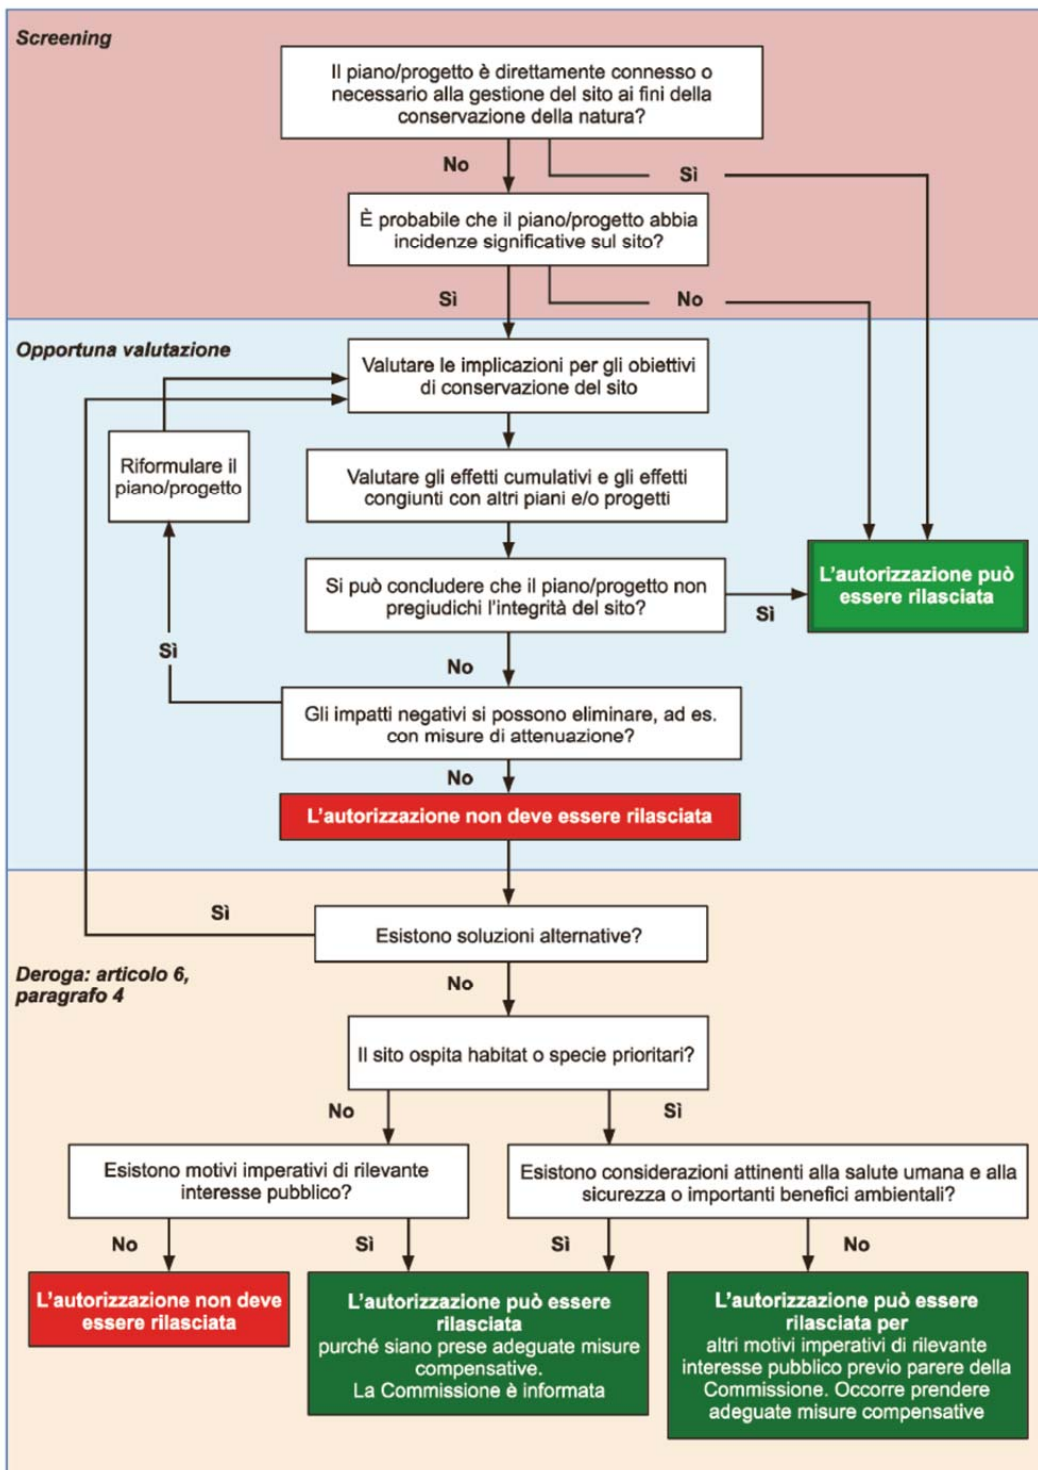 Screening
Il piano/progetto è direttamente connesso o
necessario alla gestione del sito ai fini della
conservazione della natura?
No
Sì
È probabile che il piano/progetto abbia
incidenze significative sul sito?
Sì
No
Opportuna valutazione
Valutare le implicazioni per gli obiettivi
di conservazione del sito
Riformulare il
piano/progetto
Valutare gli effetti cumulativi e gli effetti
congiunti con altri piani e/o progetti
L'autorizzazione può
essere rilasciata
Si può concludere che il piano/progetto non
pregiudichi l'integrità del sito?
Sì
Sì
No
Gli impatti negativi si possono eliminare, ad es.
con misure di attenuazione?
No
L'autorizzazione non deve essere rilasciata
Sì
Esistono soluzioni alternative?
Deroga: articolo 6,
paragrafo 4
No
Il sito ospita habitat o specie prioritari?
No
Sì
Esistono motivi imperativi di rilevante
interesse pubblico?
Esistono considerazioni attinenti alla salute umana e alla
sicurezza o importanti benefici ambientali?
No
Sì
Sì
No
L'autorizzazione non deve
essere rilasciata
L'autorizzazione può essere
rilasciata
purché siano prese adeguate misure
compensative.
La Commissione è informata
L'autorizzazione può essere
rilasciata per
altri motivi imperativi di rilevante
interesse pubblico previo parere della
Commissione. Occorre prendere
adeguate misure compensative